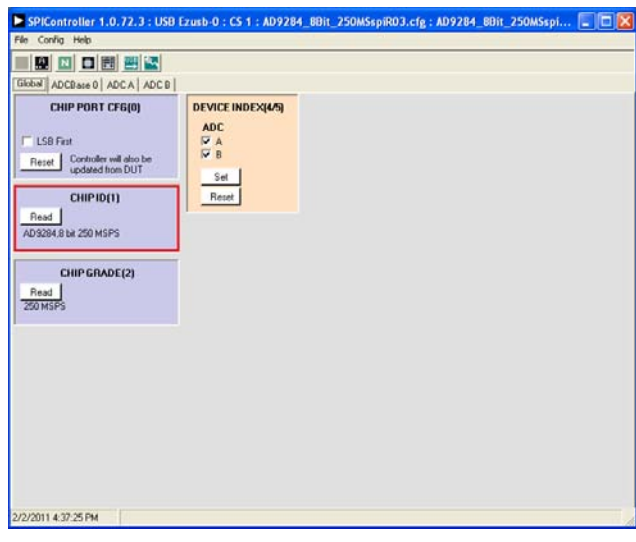 SPIController 1.0.72.3 : USB Ezusb-0 : CS 1 : AD9284_8Bit_250MSspiR03.cfg : AD9284_8Bit_250MSspi...
File Config Help
Global ADCBase 0 ADC A ADC B
CHIP PORT CFG(0)
LSB First
Reset
Controller will also be
updated from DUT
CHIP ID(1)
Read
AD9284,8 bit 250 MSPS
CHIP GRADE(2)
Read
250 MSPS
DEVICE INDEX(4/5)
ADC
A
B
Set
Reset
2/2/2011 4:37:25 PM